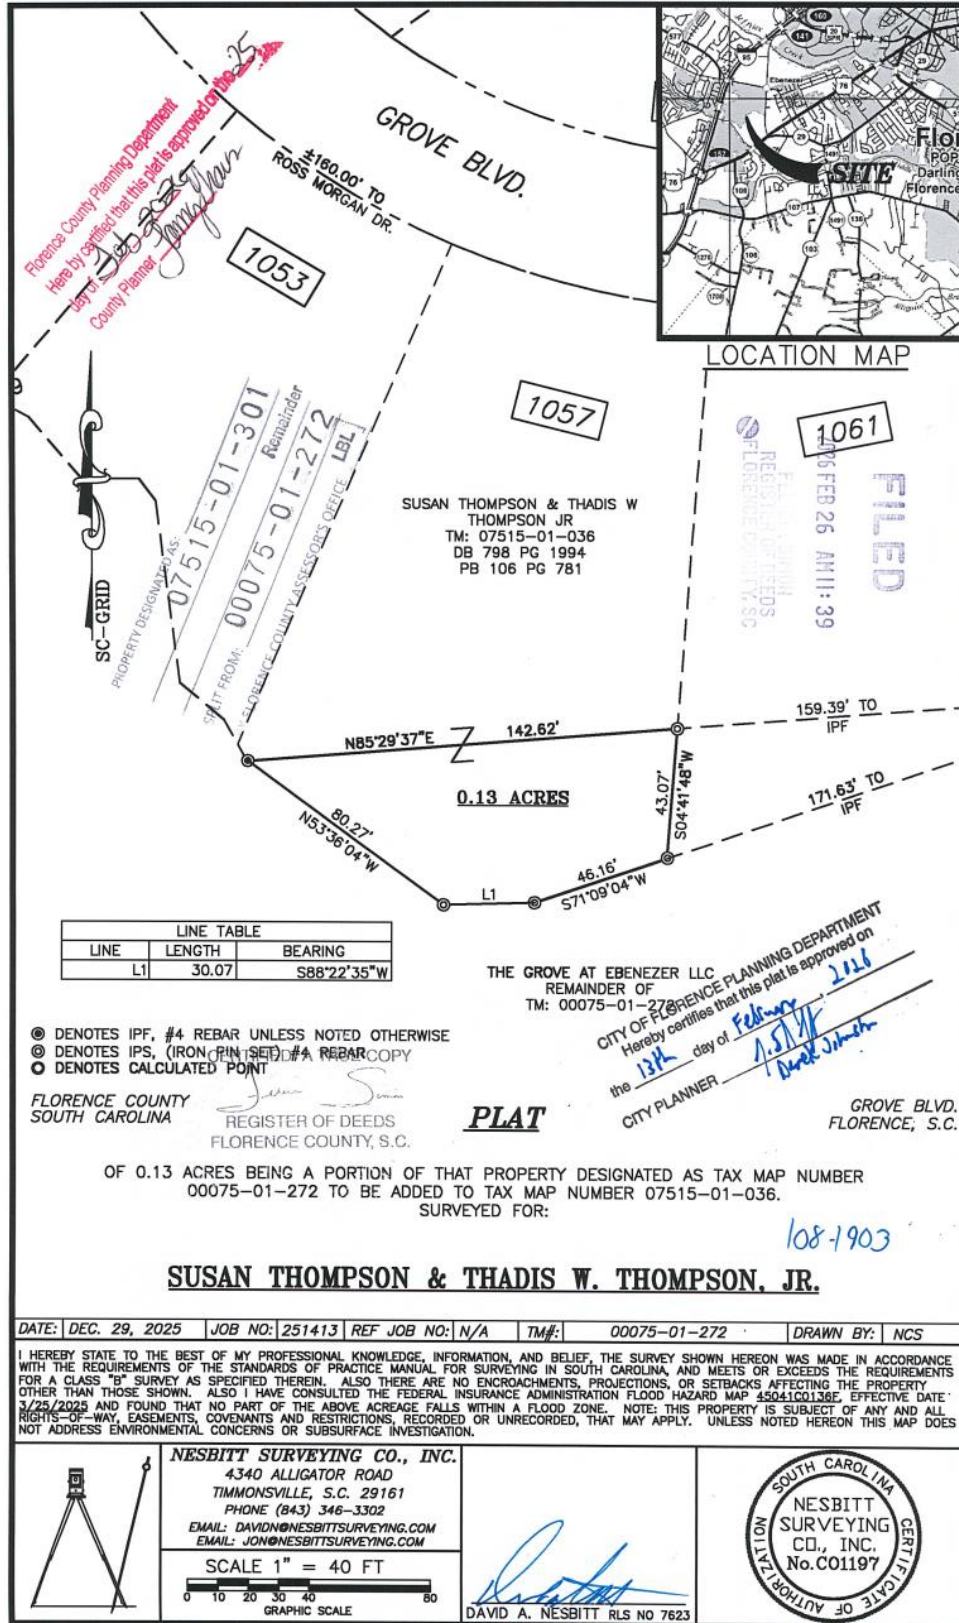 GROVE BLVD.
±160.00' TO
ROSS MORGAN DR.
Florence County Planning Department
Here by certified that this plat is approved on the 25
day of
County Planner
1053
SITE
Ebenezer
Creek
Alligator
Flor
POP
Darling
Florence
LOCATION MAP
1057
1061
FILED
2026 FEB 26 AM 11:39
REGISTER OF DEEDS
FLORENCE COUNTY, SC
SC-GRID
PROPERTY DESIGNATED AS:
07515-01-301
Remainder
SPLIT FROM: 00075-01-272
FLORENCE COUNTY ASSESSOR'S OFFICE LBL
SUSAN THOMPSON & THADIS W
THOMPSON JR
TM: 07515-01-036
DB 798 PG 1994
PB 106 PG 781
N85°29'37"E 142.62'
159.39' TO
IPF
0.13 ACRES
43.07'
S04°41'48"W
171.63' TO
IPF
80.27'
N53°36'04"W
L1
46.16'
S71°09'04"W
LINE TABLE
LINE LENGTH BEARING
L1 30.07 S88°22'35"W
THE GROVE AT EBENEZER LLC
REMAINDER OF
TM: 00075-01-272
CITY OF FLORENCE PLANNING DEPARTMENT
Hereby certifies that this plat is approved on
the 13th day of February, 2026
CITY PLANNER
Derek Johnston
DENOTES IPF, #4 REBAR UNLESS NOTED OTHERWISE
DENOTES IPS, (IRON PIN SET) #4 REBAR
DENOTES CALCULATED POINT
CERTIFIED A TRUE COPY
REGISTER OF DEEDS
FLORENCE COUNTY, S.C.
FLORENCE COUNTY
SOUTH CAROLINA
PLAT
GROVE BLVD.
FLORENCE, S.C.
OF 0.13 ACRES BEING A PORTION OF THAT PROPERTY DESIGNATED AS TAX MAP NUMBER
00075-01-272 TO BE ADDED TO TAX MAP NUMBER 07515-01-036.
SURVEYED FOR:
108-1903
SUSAN THOMPSON & THADIS W. THOMPSON, JR.
DATE: DEC. 29, 2025 JOB NO: 251413 REF JOB NO: N/A TM#: 00075-01-272 DRAWN BY: NCS
I HEREBY STATE TO THE BEST OF MY PROFESSIONAL KNOWLEDGE, INFORMATION, AND BELIEF, THE SURVEY SHOWN HEREON WAS MADE IN ACCORDANCE
WITH THE REQUIREMENTS OF THE STANDARDS OF PRACTICE MANUAL FOR SURVEYING IN SOUTH CAROLINA, AND MEETS OR EXCEEDS THE REQUIREMENTS
FOR A CLASS "B" SURVEY AS SPECIFIED THEREIN. ALSO THERE ARE NO ENCROACHMENTS, PROJECTIONS, OR SETBACKS AFFECTING THE PROPERTY
OTHER THAN THOSE SHOWN. ALSO I HAVE CONSULTED THE FEDERAL INSURANCE ADMINISTRATION FLOOD HAZARD MAP 45041C0136F, EFFECTIVE DATE
3/25/2025 AND FOUND THAT NO PART OF THE ABOVE ACREAGE FALLS WITHIN A FLOOD ZONE. NOTE: THIS PROPERTY IS SUBJECT OF ANY AND ALL
RIGHTS-OF-WAY, EASEMENTS, COVENANTS AND RESTRICTIONS, RECORDED OR UNRECORDED, THAT MAY APPLY. UNLESS NOTED HEREON THIS MAP DOES
NOT ADDRESS ENVIRONMENTAL CONCERNS OR SUBSURFACE INVESTIGATION.
NESBITT SURVEYING CO., INC.
4340 ALLIGATOR ROAD
TIMMONSVILLE, S.C. 29161
PHONE (843) 346-3302
EMAIL: DAVIDN@NESBITTSURVEYING.COM
EMAIL: JON@NESBITTSURVEYING.COM
SCALE 1" = 40 FT
0 10 20 30 40 80
GRAPHIC SCALE
DAVID A. NESBITT RLS NO 7623
SOUTH CAROLINA
CERTIFICATE OF AUTHORIZATION
NESBITT
SURVEYING
CO., INC.
No. C01197